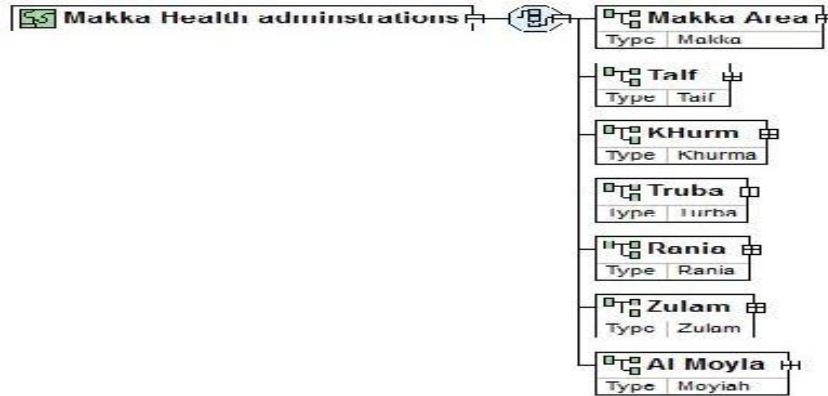 Makka Health adminstrations
Makka Area
Type Makka
Taif
Type Taif
KHurm
Type Khurma
Truba
Type Turba
Rania
Type Rania
Zulam
Type Zulam
Al Moyla
Type Moyiah